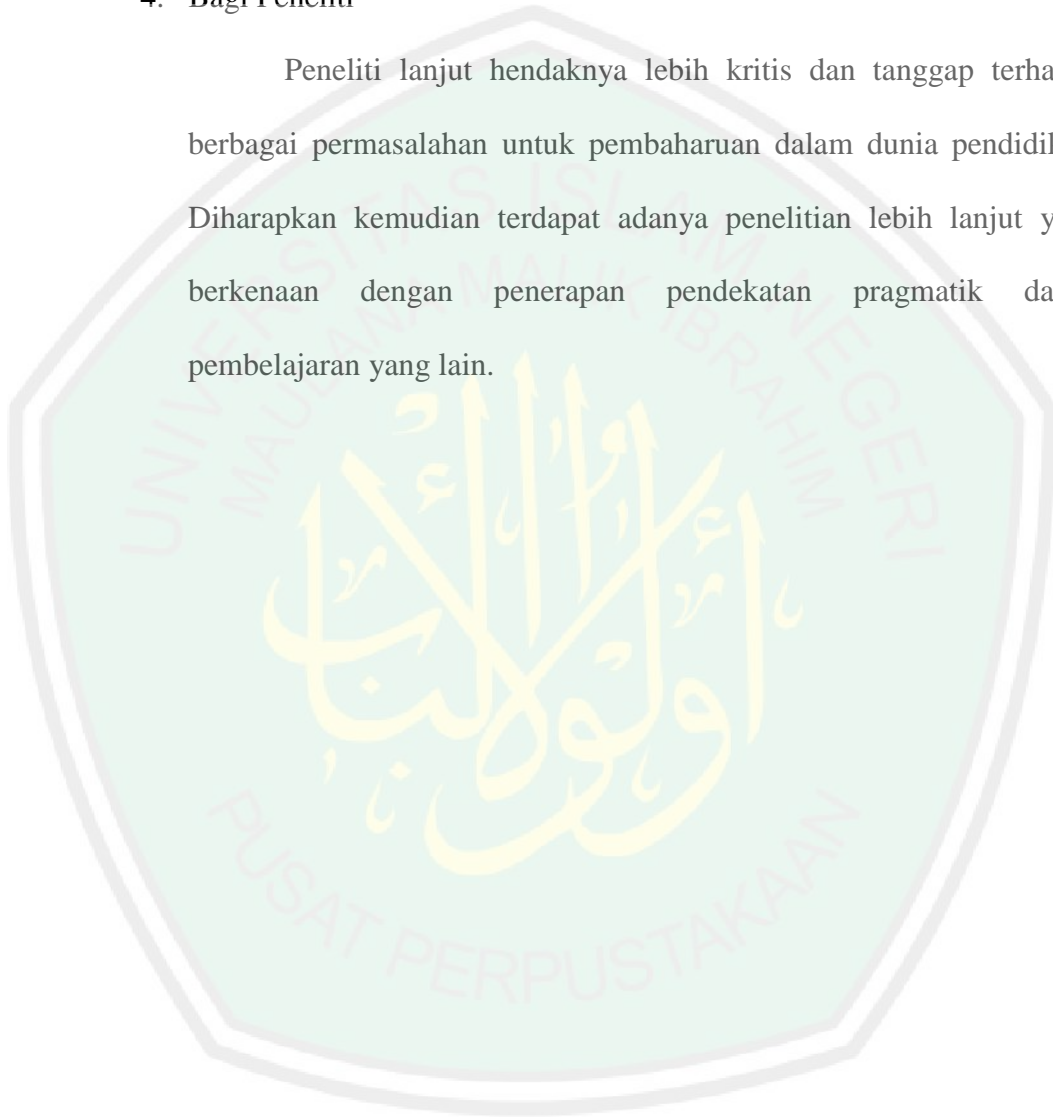 4. Bagi Peneliti
Peneliti lanjut hendaknya lebih kritis dan tanggap terha
berbagai permasalahan untuk pembaharuan dalam dunia pendidi
Diharapkan kemudian terdapat adanya penelitian lebih lanjut y
berkenaan dengan penerapan pendekatan pragmatik da
pembelajaran yang lain.
UNIVERSITAS ISLAM NEGERI
MAULANA MALIK IBRAHIM
أولوا الألباب
PUSAT PERPUSTAKAAN